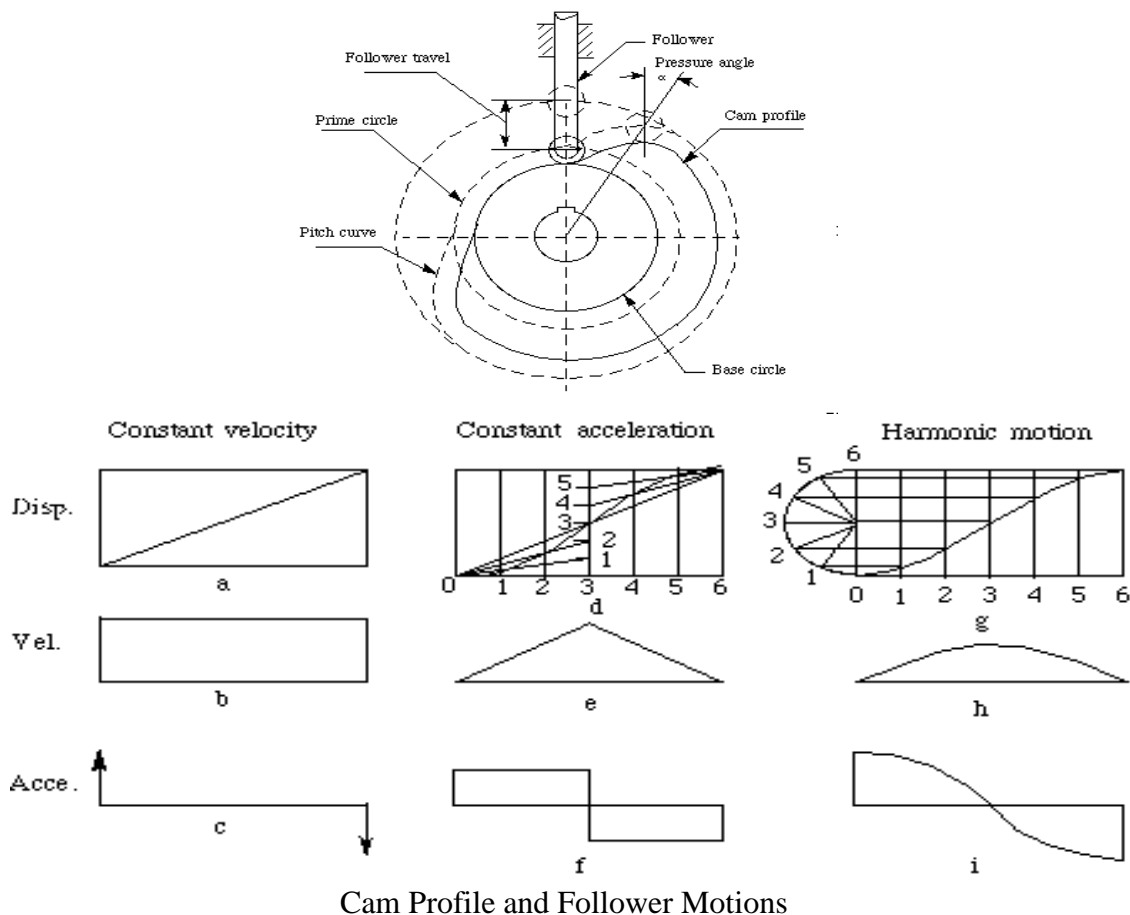 Follower
Follower travel
Pressure angle
∝
Prime circle
Cam profile
Pitch curve
Base circle
Constant velocity
Constant acceleration
Harmonic motion
Disp.
a
5
4
3
2
1
0 1 2 3 4 5 6
d
6
5
4
3
2
1
0 1 2 3 4 5 6
g
Vel.
b
e
h
Acce.
c
f
i
Cam Profile and Follower Motions